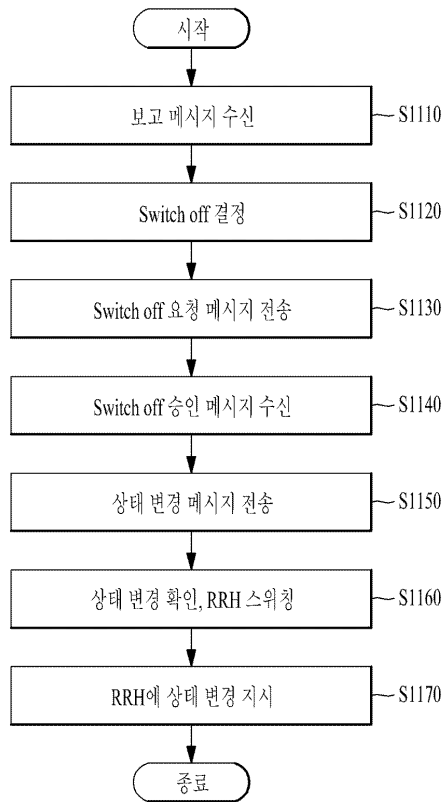 시작
보고 메시지 수신
S1110
Switch off 결정
S1120
Switch off 요청 메시지 전송
S1130
Switch off 승인 메시지 수신
S1140
상태 변경 메시지 전송
S1150
상태 변경 확인, RRH 스위칭
S1160
RRH에 상태 변경 지시
S1170
종료